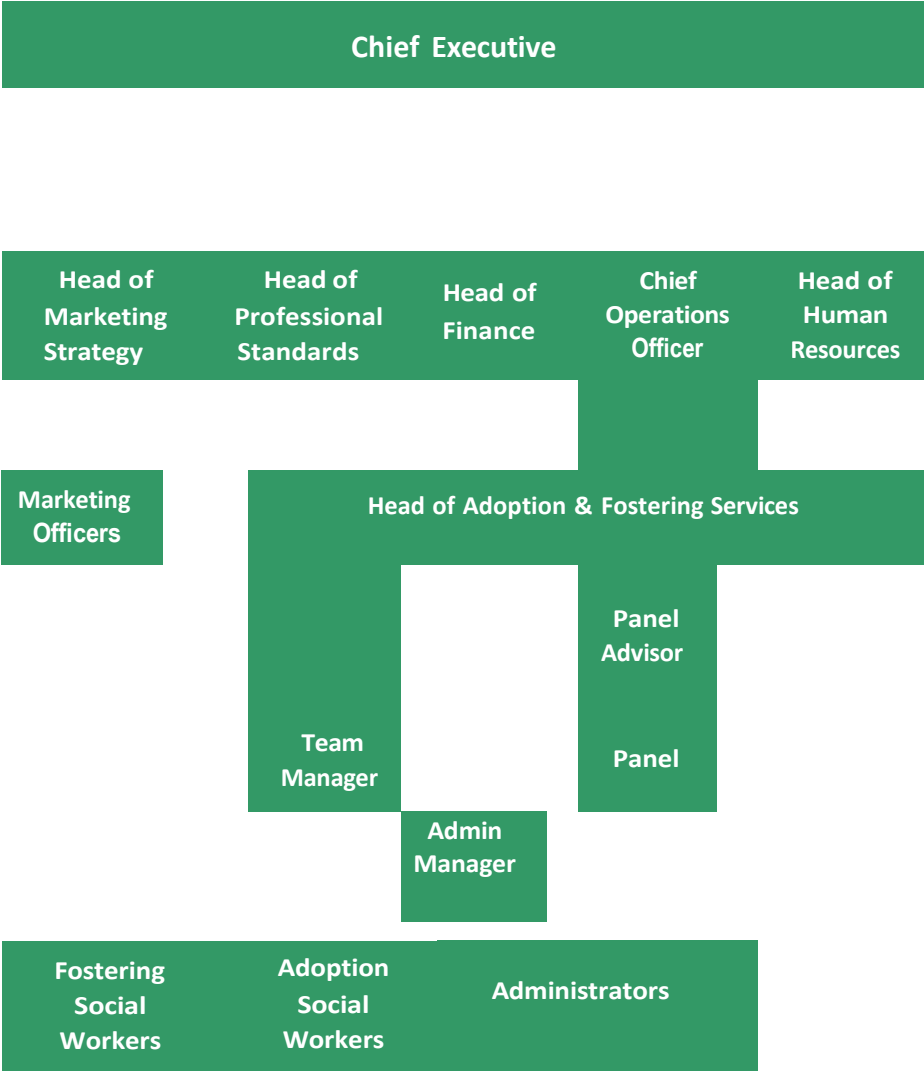 Chief Executive
Head of
Marketing
Strategy
Head of
Professional
Standards
Head of
Finance
Chief
Operations
Officer
Head of
Human
Resources
Marketing
Officers
Head of Adoption & Fostering Services
Panel
Advisor
Team
Manager
Panel
Admin
Manager
Fostering
Social
Workers
Adoption
Social
Workers
Administrators